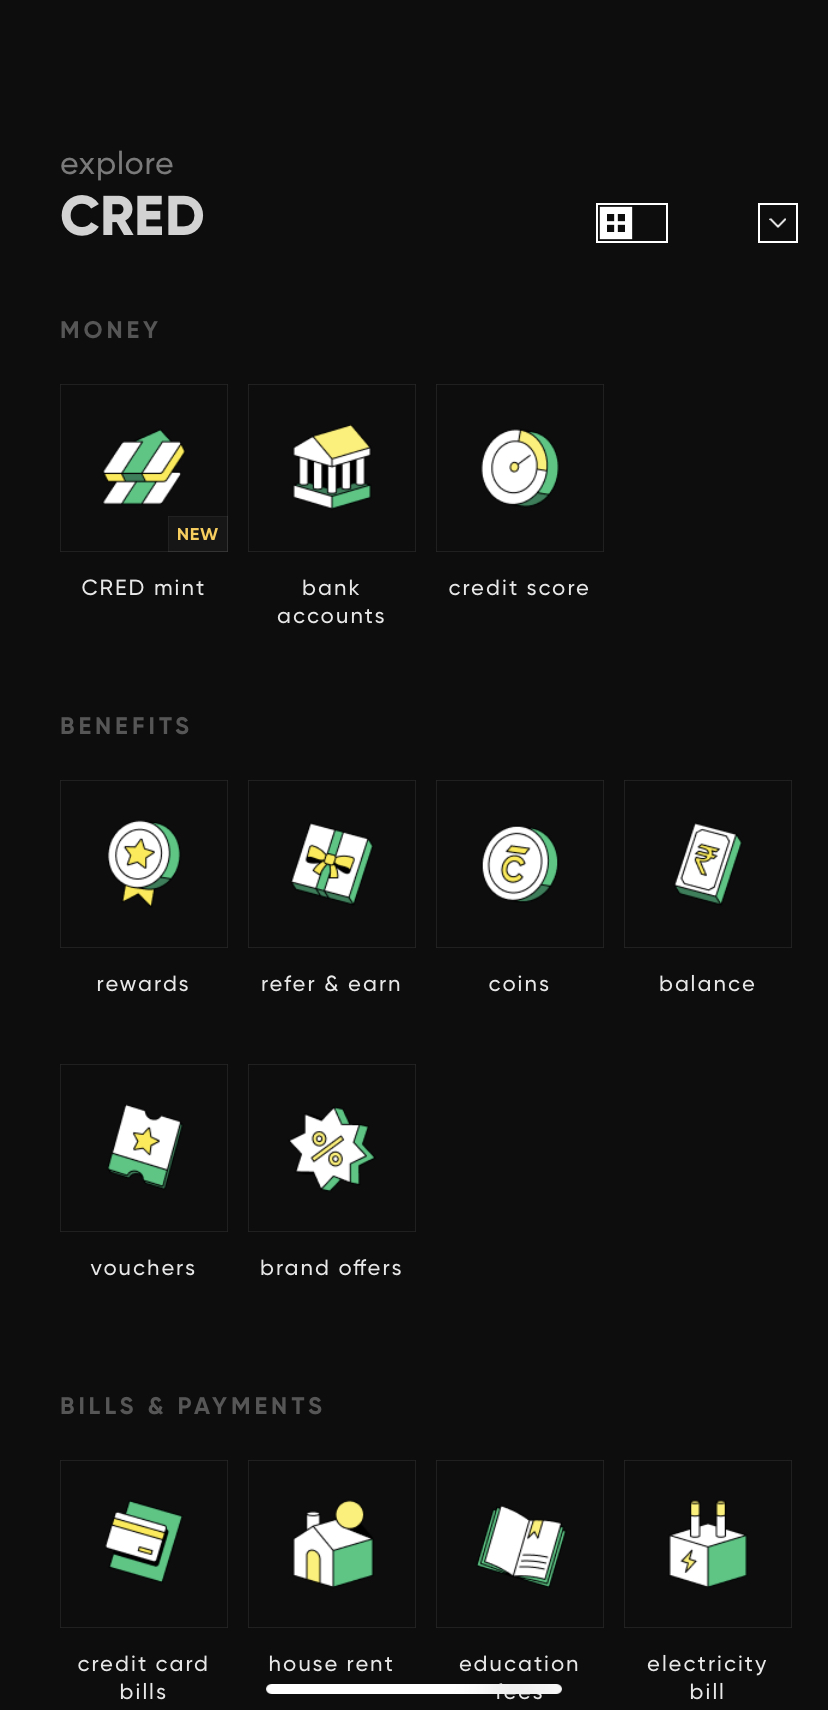 explore
CRED
MONEY
NEW
CRED mint
bank
accounts
credit score
BENEFITS
rewards
refer & earn
coins
balance
vouchers
brand offers
BILLS & PAYMENTS
credit card
bills
house rent
education
fees
electricity
bill